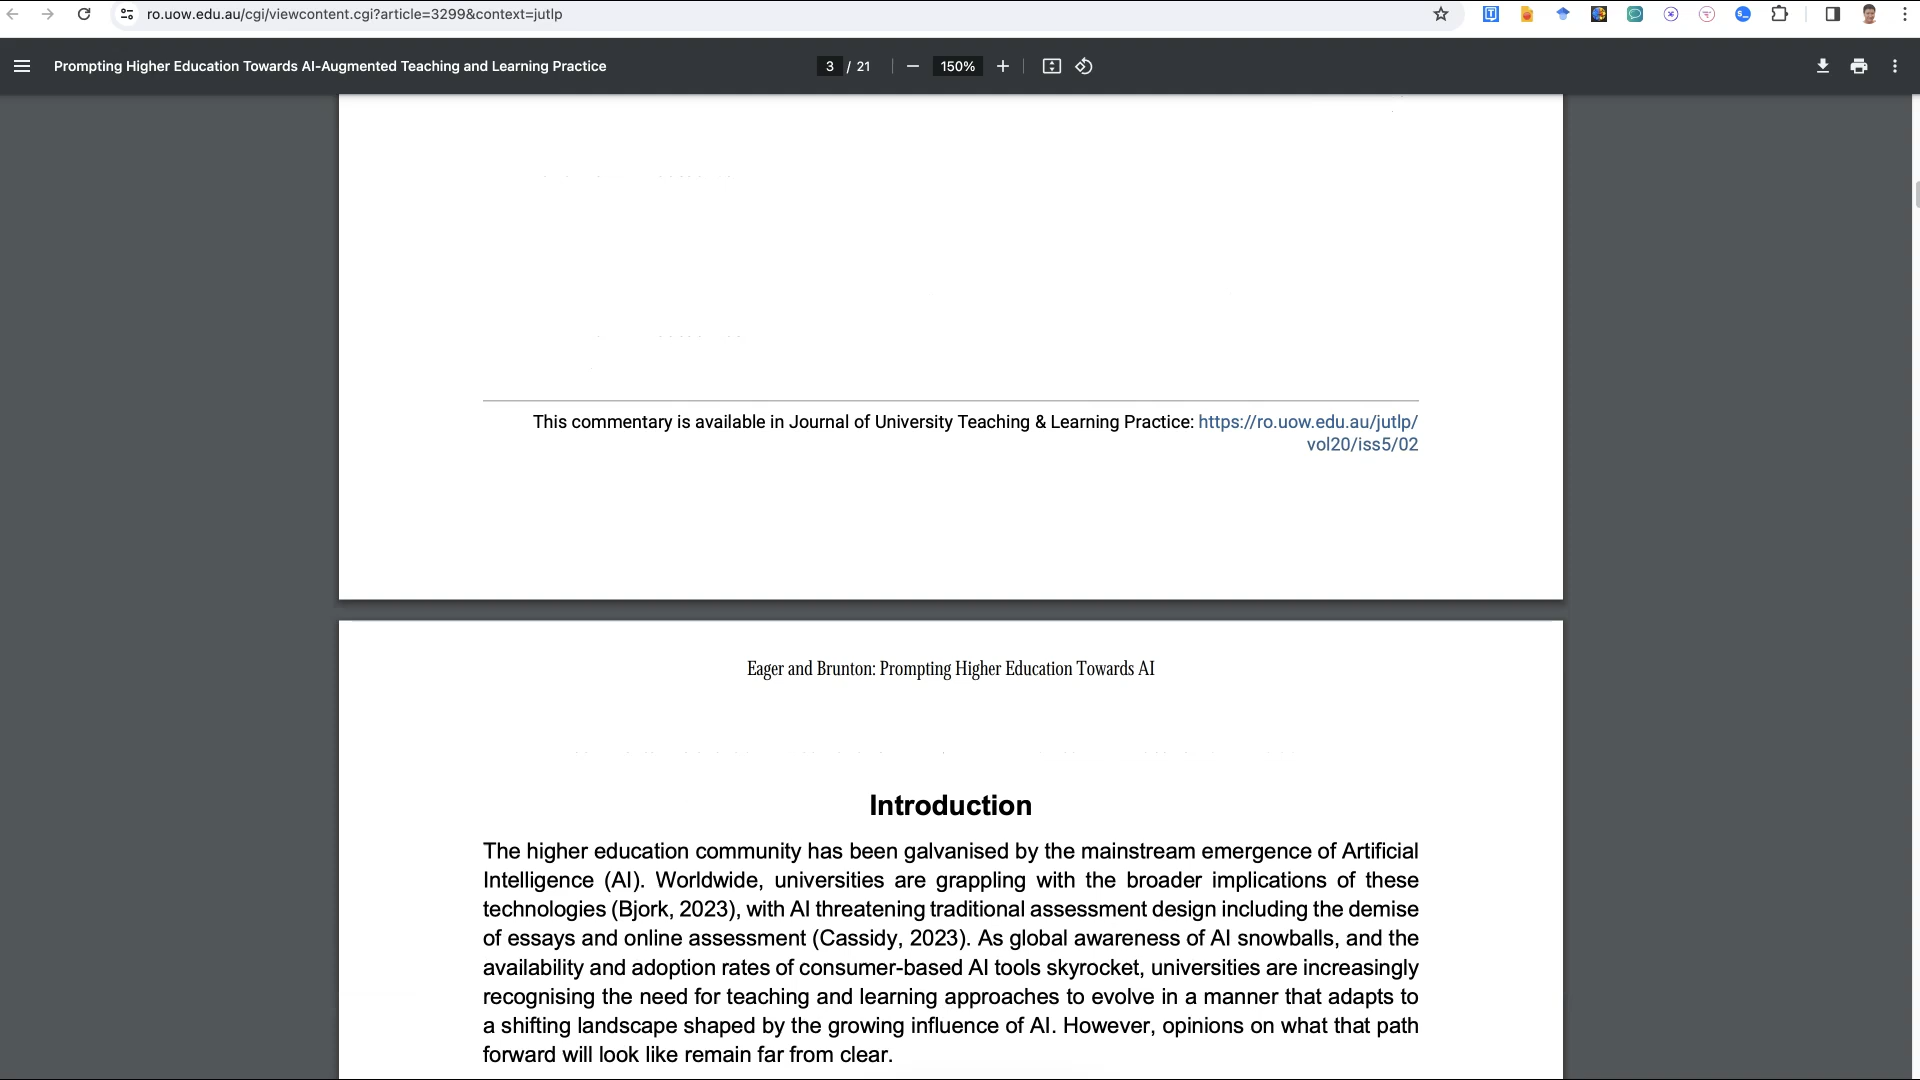 ro.uow.edu.au/cgi/viewcontent.cgi?article=3299&context=jutlp
Prompting Higher Education Towards AI-Augmented Teaching and Learning Practice
3 / 21
150%
This commentary is available in Journal of University Teaching & Learning Practice: https://ro.uow.edu.au/jutlp/
vol20/iss5/02
Eager and Brunton: Prompting Higher Education Towards AI
Introduction
The higher education community has been galvanised by the mainstream emergence of Artificial
Intelligence (AI). Worldwide, universities are grappling with the broader implications of these
technologies (Bjork, 2023), with AI threatening traditional assessment design including the demise
of essays and online assessment (Cassidy, 2023). As global awareness of AI snowballs, and the
availability and adoption rates of consumer-based AI tools skyrocket, universities are increasingly
recognising the need for teaching and learning approaches to evolve in a manner that adapts to
a shifting landscape shaped by the growing influence of AI. However, opinions on what that path
forward will look like remain far from clear.